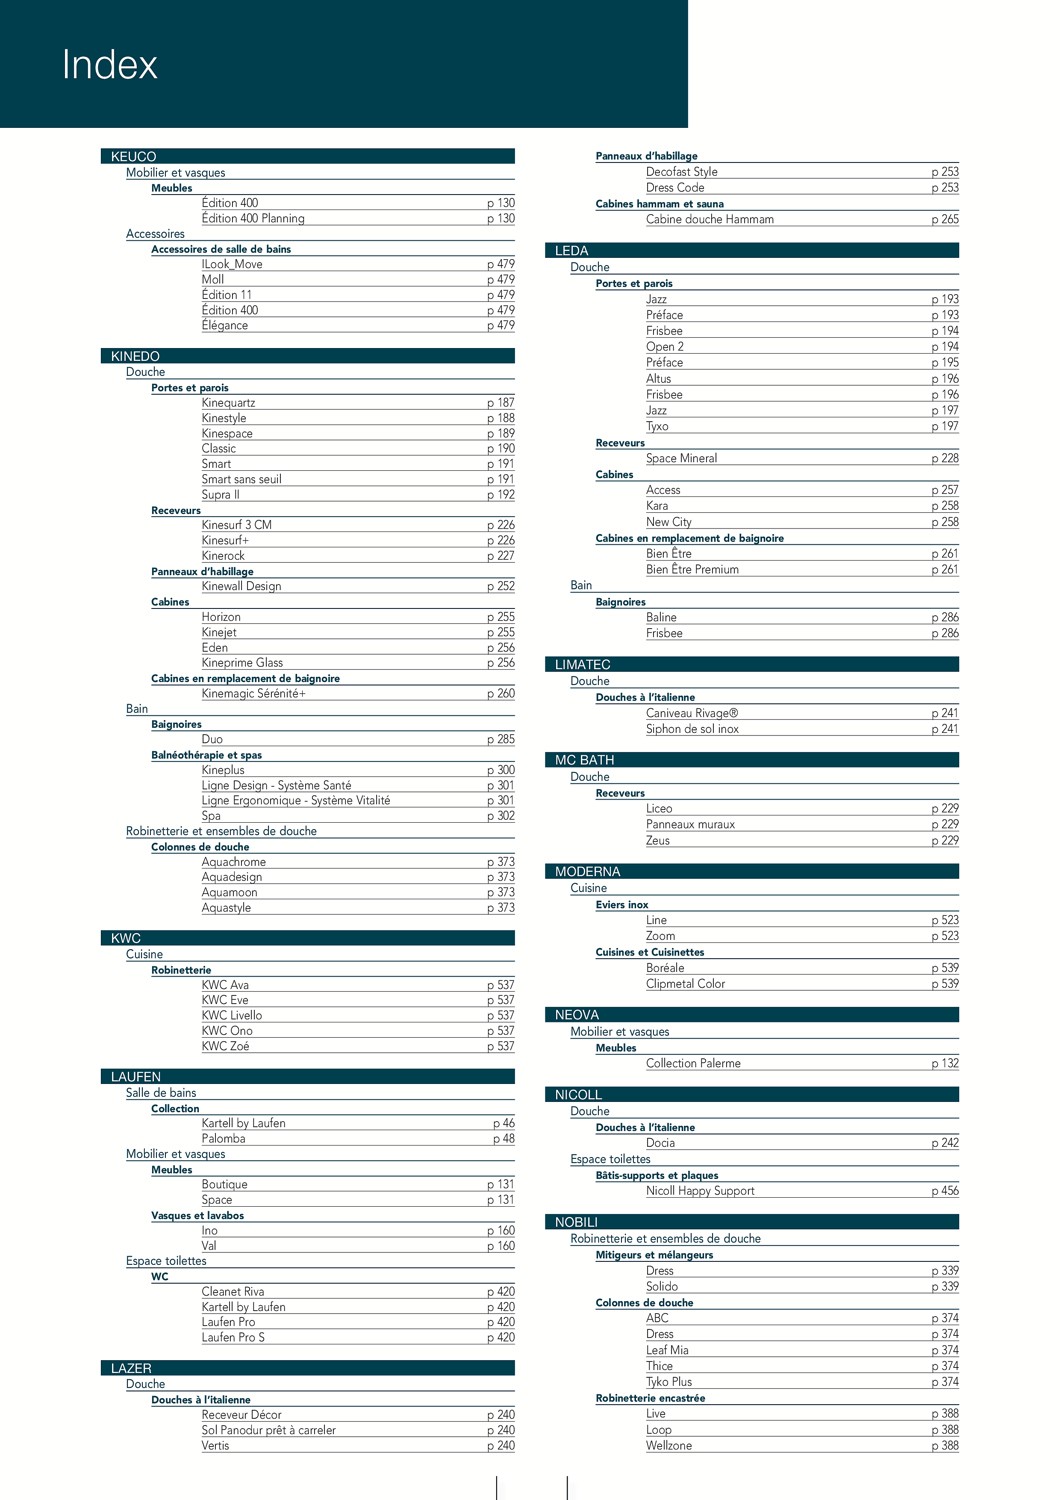 Index
KEUCO
Mobilier et vasques
Meubles
Édition 400 p 130
Édition 400 Planning p 130
Accessoires
Accessoires de salle de bains
ILook_Move p 479
Moll p 479
Édition 11 p 479
Édition 400 p 479
Élégance p 479
KINEDO
Douche
Portes et parois
Kinequartz p 187
Kinestyle p 188
Kinespace p 189
Classic p 190
Smart p 191
Smart sans seuil p 191
Supra II p 192
Receveurs
Kinesurf 3 CM p 226
Kinesurf+ p 226
Kinerock p 227
Panneaux d'habillage
Kinewall Design p 252
Cabines
Horizon p 255
Kinejet p 255
Eden p 256
Kineprime Glass p 256
Cabines en remplacement de baignoire
Kinemagic Sérénité+ p 260
Bain
Baignoires
Duo p 285
Balnéothérapie et spas
Kineplus p 300
Ligne Design - Système Santé p 301
Ligne Ergonomique - Système Vitalité p 301
Spa p 302
Robinetterie et ensembles de douche
Colonnes de douche
Aquachrome p 373
Aquadesign p 373
Aquamoon p 373
Aquastyle p 373
KWC
Cuisine
Robinetterie
KWC Ava p 537
KWC Eve p 537
KWC Livello p 537
KWC Ono p 537
KWC Zoé p 537
LAUFEN
Salle de bains
Collection
Kartell by Laufen p 46
Palomba p 48
Mobilier et vasques
Meubles
Boutique p 131
Space p 131
Vasques et lavabos
Ino p 160
Val p 160
Espace toilettes
WC
Cleanet Riva p 420
Kartell by Laufen p 420
Laufen Pro p 420
Laufen Pro S p 420
LAZER
Douche
Douches à l'italienne
Receveur Décor p 240
Sol Panodur prêt à carreler p 240
Vertis p 240
Panneaux d'habillage
Decofast Style p 253
Dress Code p 253
Cabines hammam et sauna
Cabine douche Hammam p 265
LEDA
Douche
Portes et parois
Jazz p 193
Préface p 193
Frisbee p 194
Open 2 p 194
Préface p 195
Altus p 196
Frisbee p 196
Jazz p 197
Tyxo p 197
Receveurs
Space Mineral p 228
Cabines
Access p 257
Kara p 258
New City p 258
Cabines en remplacement de baignoire
Bien Être p 261
Bien Être Premium p 261
Bain
Baignoires
Baline p 286
Frisbee p 286
LIMATEC
Douche
Douches à l'italienne
Caniveau Rivage® p 241
Siphon de sol inox p 241
MC BATH
Douche
Receveurs
Liceo p 229
Panneaux muraux p 229
Zeus p 229
MODERNA
Cuisine
Eviers inox
Line p 523
Zoom p 523
Cuisines et Cuisinettes
Boréale p 539
Clipmetal Color p 539
NEOVA
Mobilier et vasques
Meubles
Collection Palerme p 132
NICOLL
Douche
Douches à l'italienne
Docia p 242
Espace toilettes
Bâtis-supports et plaques
Nicoll Happy Support p 456
NOBILI
Robinetterie et ensembles de douche
Mitigeurs et mélangeurs
Dress p 339
Solido p 339
Colonnes de douche
ABC p 374
Dress p 374
Leaf Mia p 374
Thice p 374
Tyko Plus p 374
Robinetterie encastrée
Live p 388
Loop p 388
Wellzone p 388